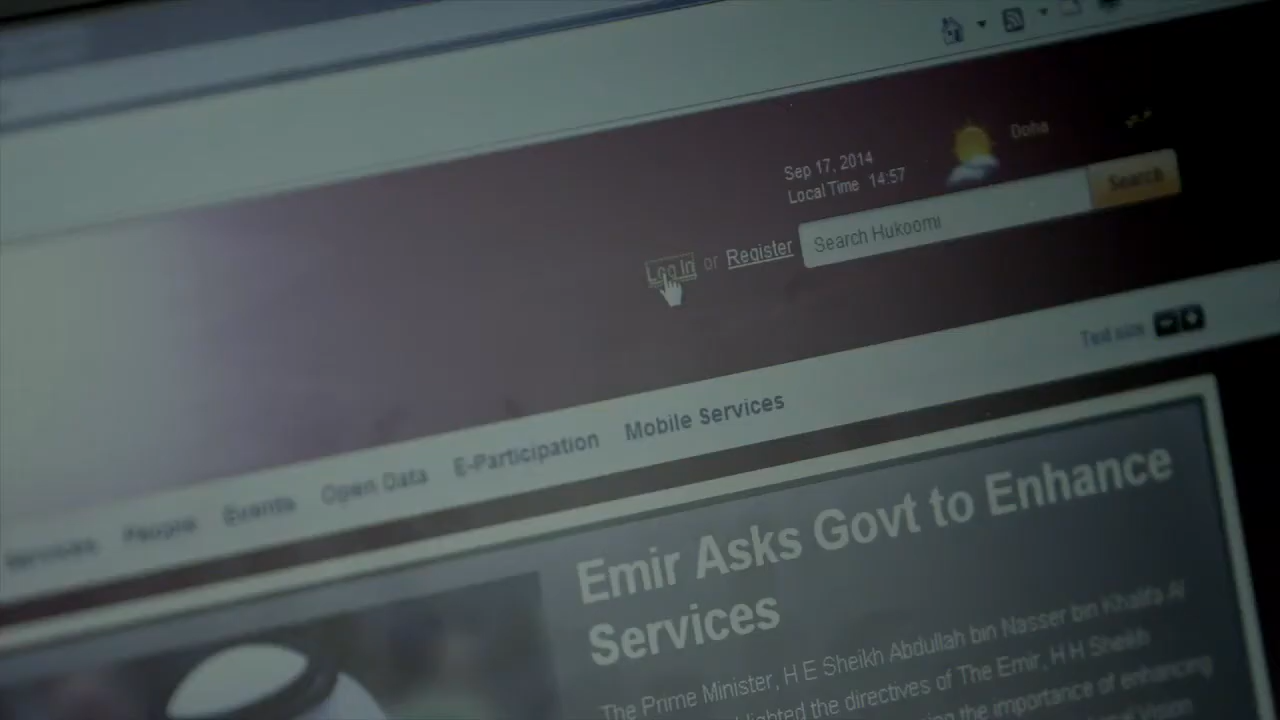 Doha
Sep 17, 2014
Local Time 14:57
Search Hukoomi
Search
Log In or Register
Text size
Services People Events Open Data E-Participation Mobile Services
Emir Asks Govt to Enhance
Services
The Prime Minister, H E Sheikh Abdullah bin Nasser bin Khalifa Al
highlighted the directives of The Emir, H H Sheikh
the importance of enhancing